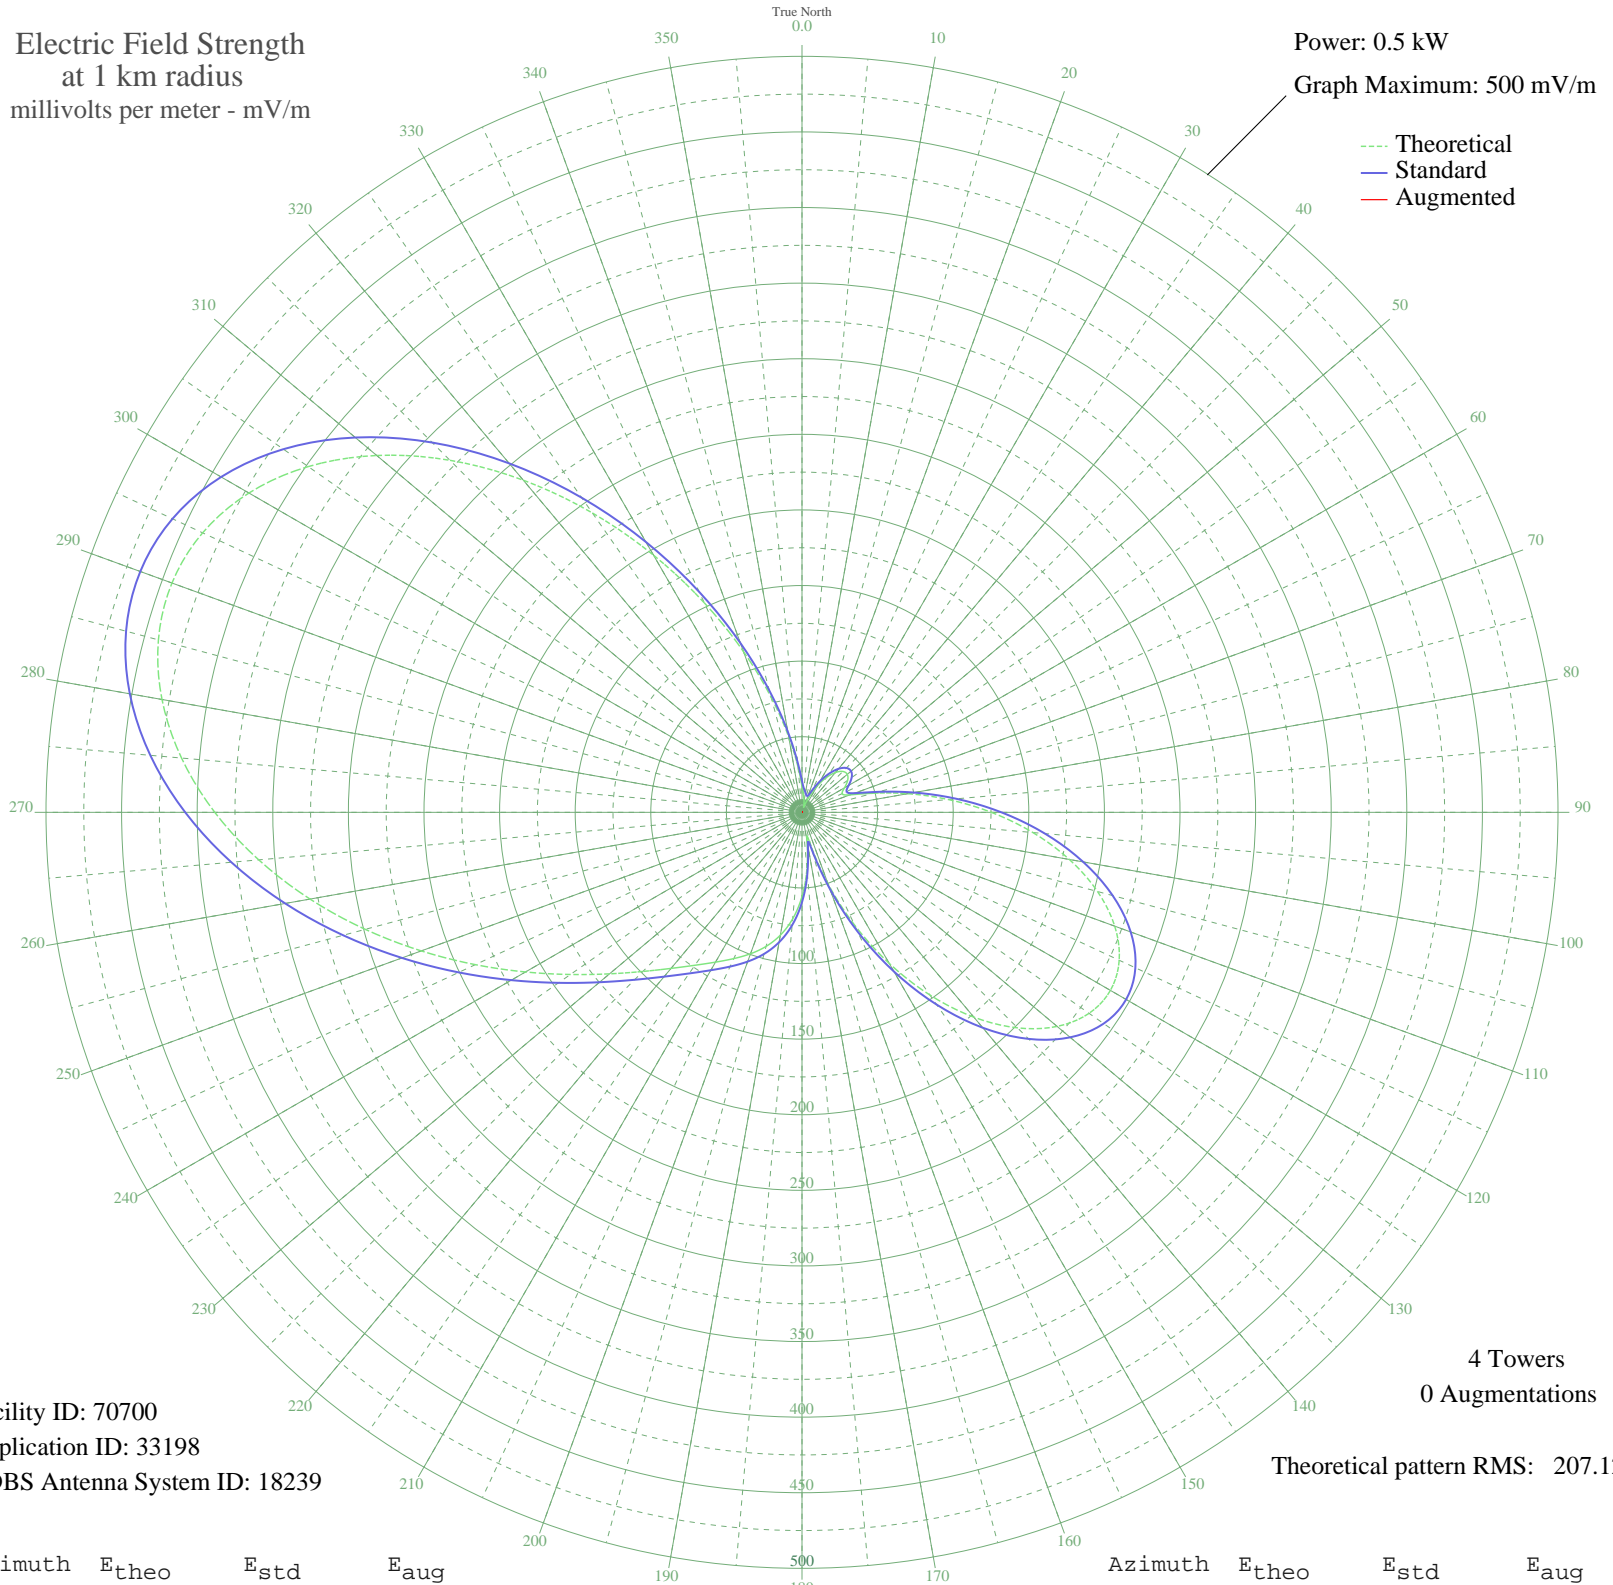 True North
0.0
Electric Field Strength
at 1 km radius
millivolts per meter - mV/m
Power: 0.5 kW
Graph Maximum: 500 mV/m
Theoretical
Standard
Augmented
10
20
30
40
50
60
70
80
90
100
110
120
130
140
150
160
170
190
200
210
220
230
240
250
260
270
280
290
300
310
320
330
340
350
100
150
200
250
300
350
400
450
500
4 Towers
0 Augmentations
cility ID: 70700
plication ID: 33198
DBS Antenna System ID: 18239
Theoretical pattern RMS: 207.1
imuth Etheo Estd Eaug Azimuth Etheo Estd Eaug